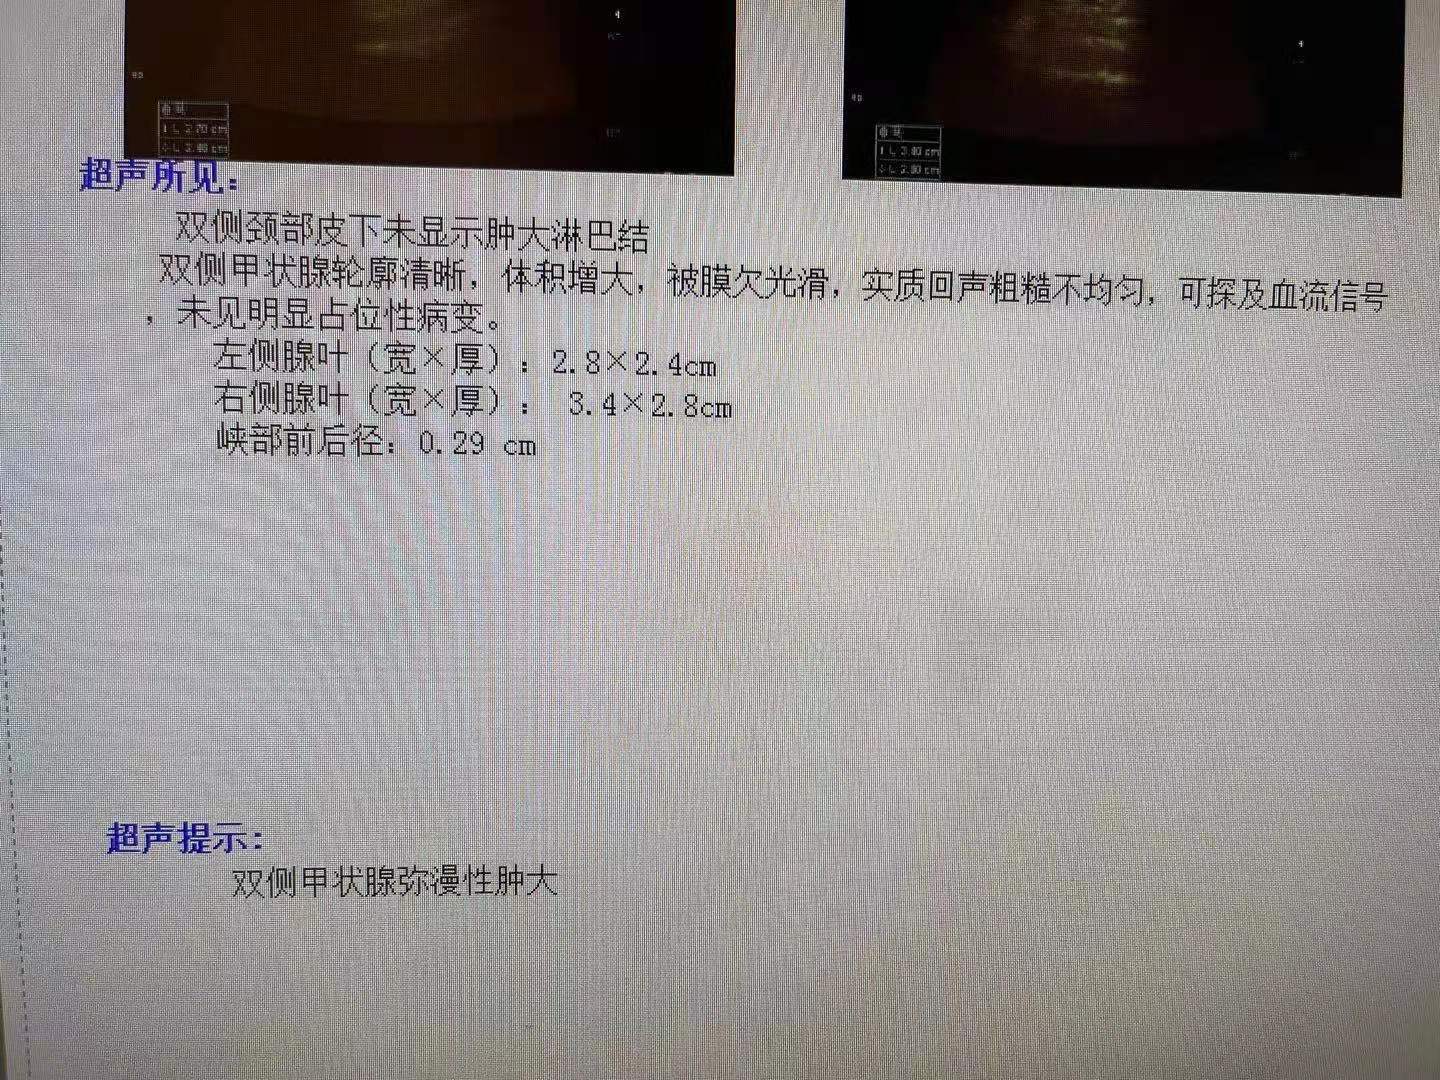 超声所见:
双侧颈部皮下未显示肿大淋巴结
双侧甲状腺轮廓清晰，体积增大，被膜欠光滑，实质回声粗糙不均匀，可探及血流信号
，未见明显占位性病变。
左侧腺叶（宽×厚）：2.8×2.4cm
右侧腺叶（宽×厚）： 3.4×2.8cm
峡部前后径: 0.29 cm
超声提示:
双侧甲状腺弥漫性肿大